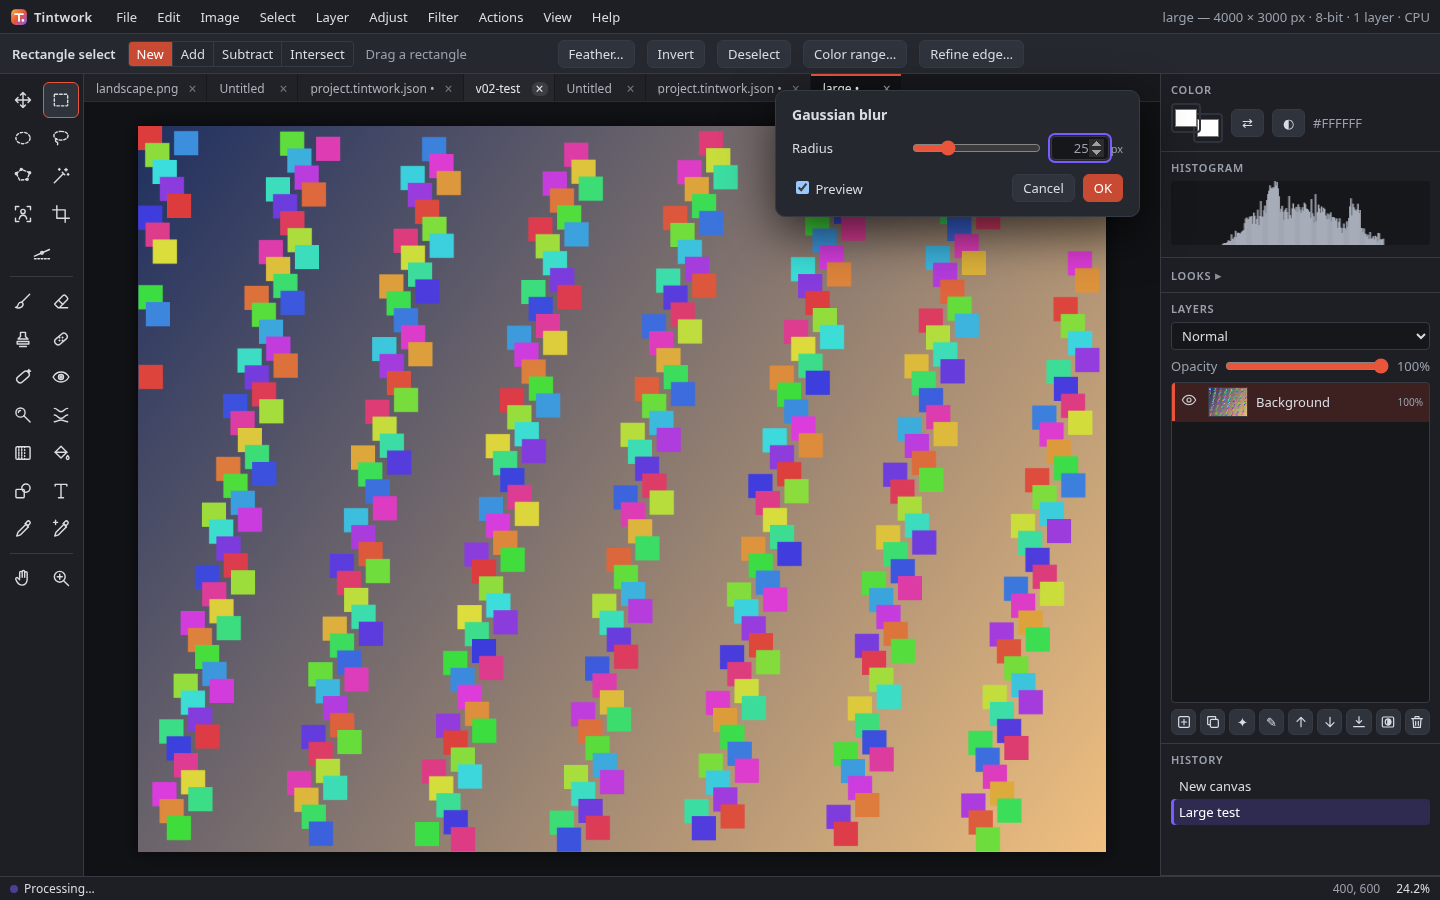 Tintwork File Edit Image Select Layer Adjust Filter Actions View Help large — 4000 × 3000 px · 8-bit · 1 layer · CPU
Rectangle select New Add Subtract Intersect Drag a rectangle Feather... Invert Deselect Color range... Refine edge...
landscape.png × Untitled × project.tintwork.json • × v02-test × Untitled × project.tintwork.json • × large • ×
Gaussian blur
Radius 25 px
Preview Cancel OK
COLOR
#FFFFFF
HISTOGRAM
LOOKS ▸
LAYERS
Normal
Opacity 100%
Background 100%
HISTORY
New canvas
Large test
Processing... 400, 600 24.2%